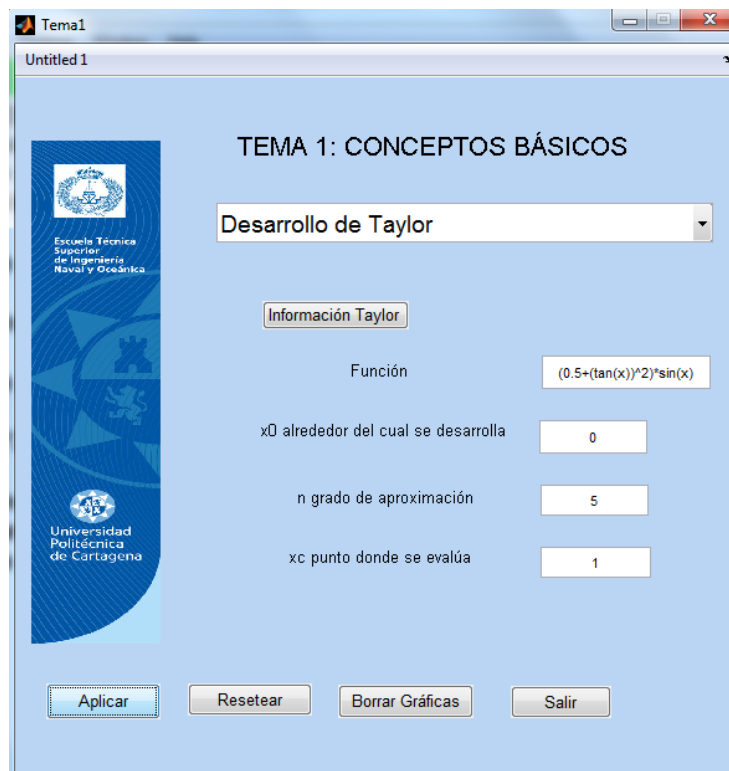 Tema1
Untitled 1
TEMA 1: CONCEPTOS BÁSICOS
Escuela Técnica
Superior
de Ingeniería
Naval y Oceánica
Desarrollo de Taylor
Información Taylor
Función
(0.5+(tan(x))^2)*sin(x)
x0 alrededor del cual se desarrolla
0
n grado de aproximación
5
xc punto donde se evalúa
1
Universidad
Politécnica
de Cartagena
Aplicar
Resetear
Borrar Gráficas
Salir